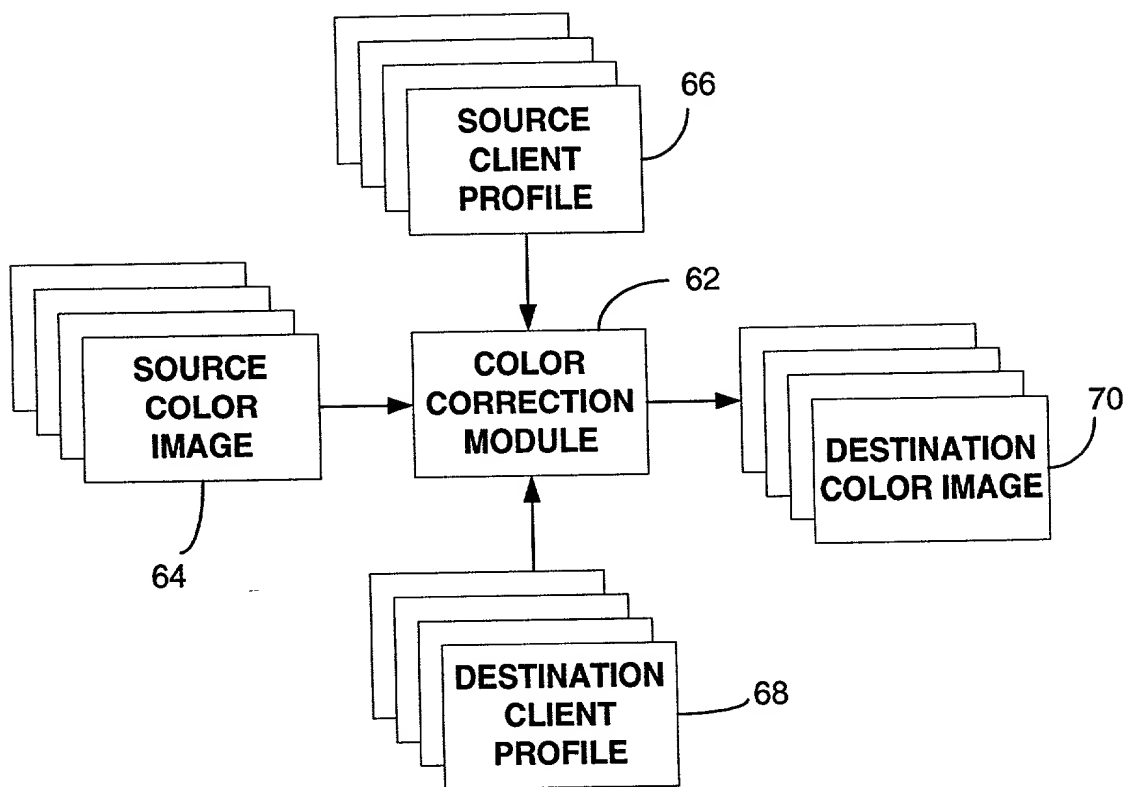 SOURCE
CLIENT
PROFILE
66
62
SOURCE
COLOR
IMAGE
64
COLOR
CORRECTION
MODULE
DESTINATION
COLOR IMAGE
70
DESTINATION
CLIENT
PROFILE
68